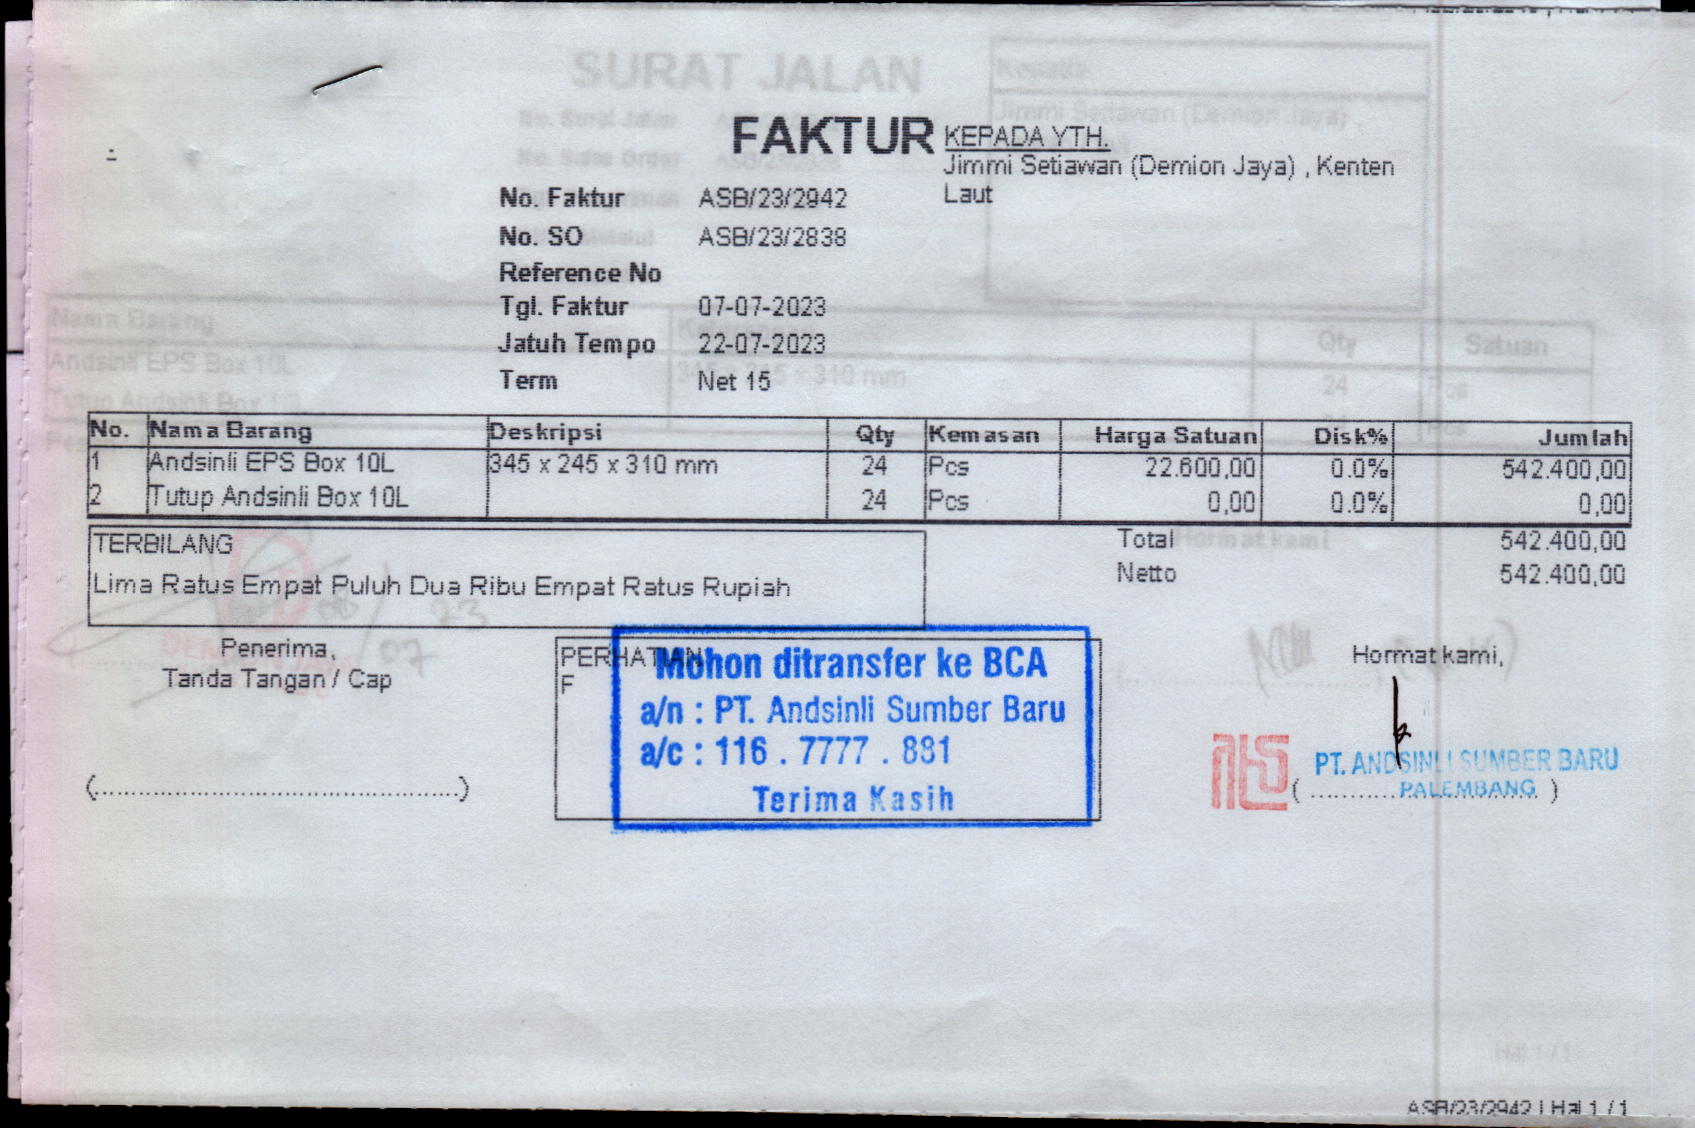 SURAT JALAN
FAKTUR
KEPADA YTH.
Jimmi Setiawan (Demion Jaya) , Kenten
Laut
No. Faktur ASB/23/2942
No. SO ASB/23/2838
Reference No
Tgl. Faktur 07-07-2023
Jatuh Tempo 22-07-2023
Term Net 15
No. Nama Barang Deskripsi Qty Kemasan Harga Satuan Disk% Jumlah
1 Andsinli EPS Box 10L 345 x 245 x 310 mm 24 Pcs 22.600,00 0.0% 542.400,00
2 Tutup Andsinli Box 10L 24 Pcs 0,00 0.0% 0,00
TERBILANG
Lima Ratus Empat Puluh Dua Ribu Empat Ratus Rupiah
Total 542.400,00
Netto 542.400,00
Penerima,
Tanda Tangan / Cap
PERHATIAN
F
Mohon ditransfer ke BCA
a/n : PT. Andsinli Sumber Baru
a/c : 116 . 7777 . 881
Terima Kasih
Hormat kami,
PT. ANDSINLI SUMBER BARU
PALEMBANG
ASB/23/2942 | Hal 1 / 1